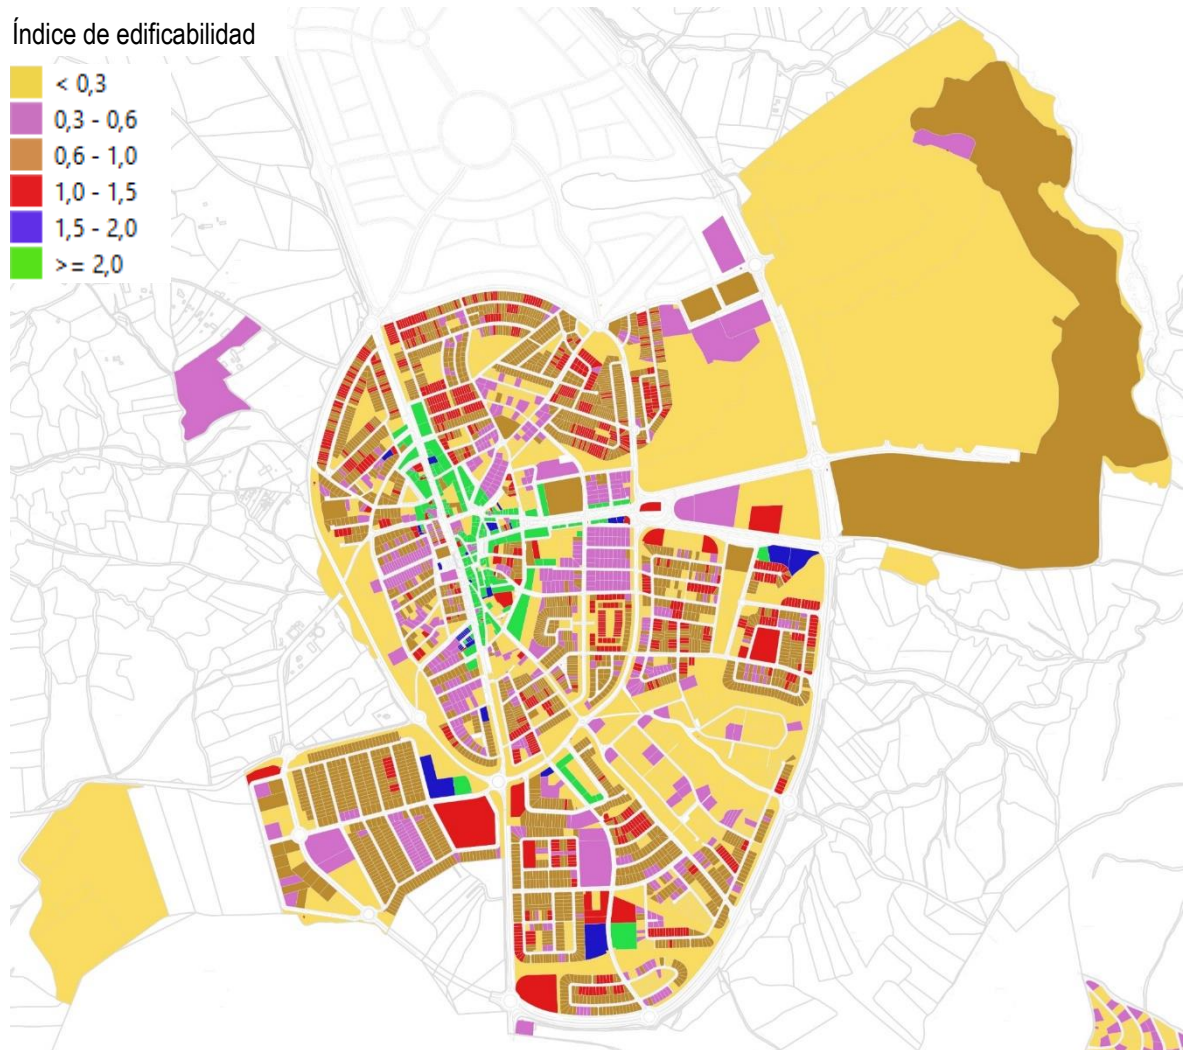 Índice de edificabilidad
< 0,3
0,3 - 0,6
0,6 - 1,0
1,0 - 1,5
1,5 - 2,0
>= 2,0